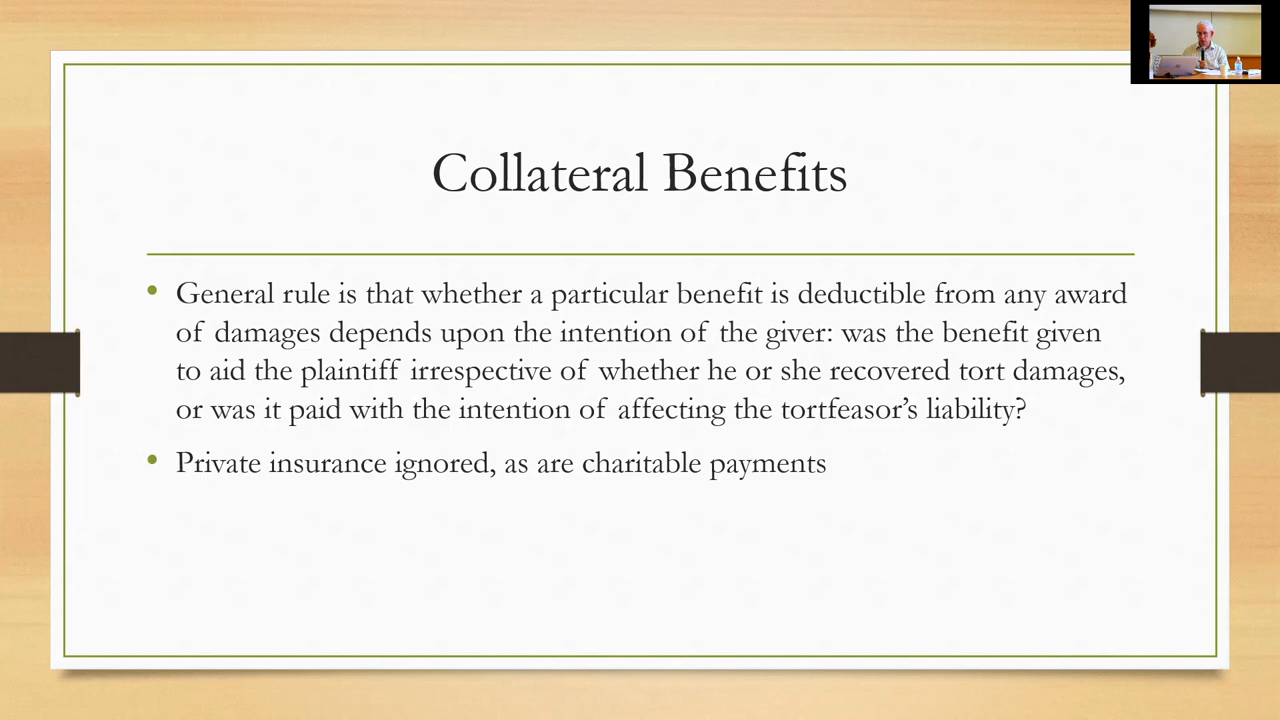 Collateral Benefits
• General rule is that whether a particular benefit is deductible from any award
of damages depends upon the intention of the giver: was the benefit given
to aid the plaintiff irrespective of whether he or she recovered tort damages,
or was it paid with the intention of affecting the tortfeasor’s liability?
• Private insurance ignored, as are charitable payments